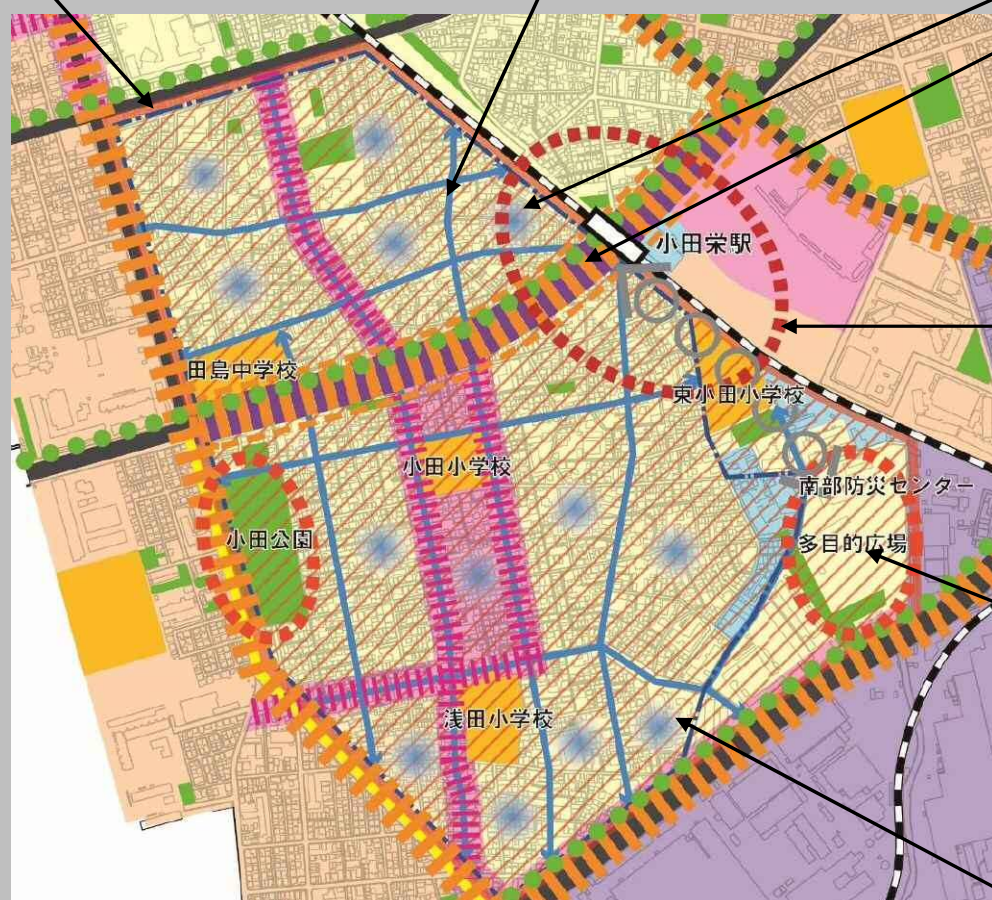 小田栄駅
田島中学校
東小田小学校
小田小学校
南部防災センター
小田公園
多目的広場
浅田小学校